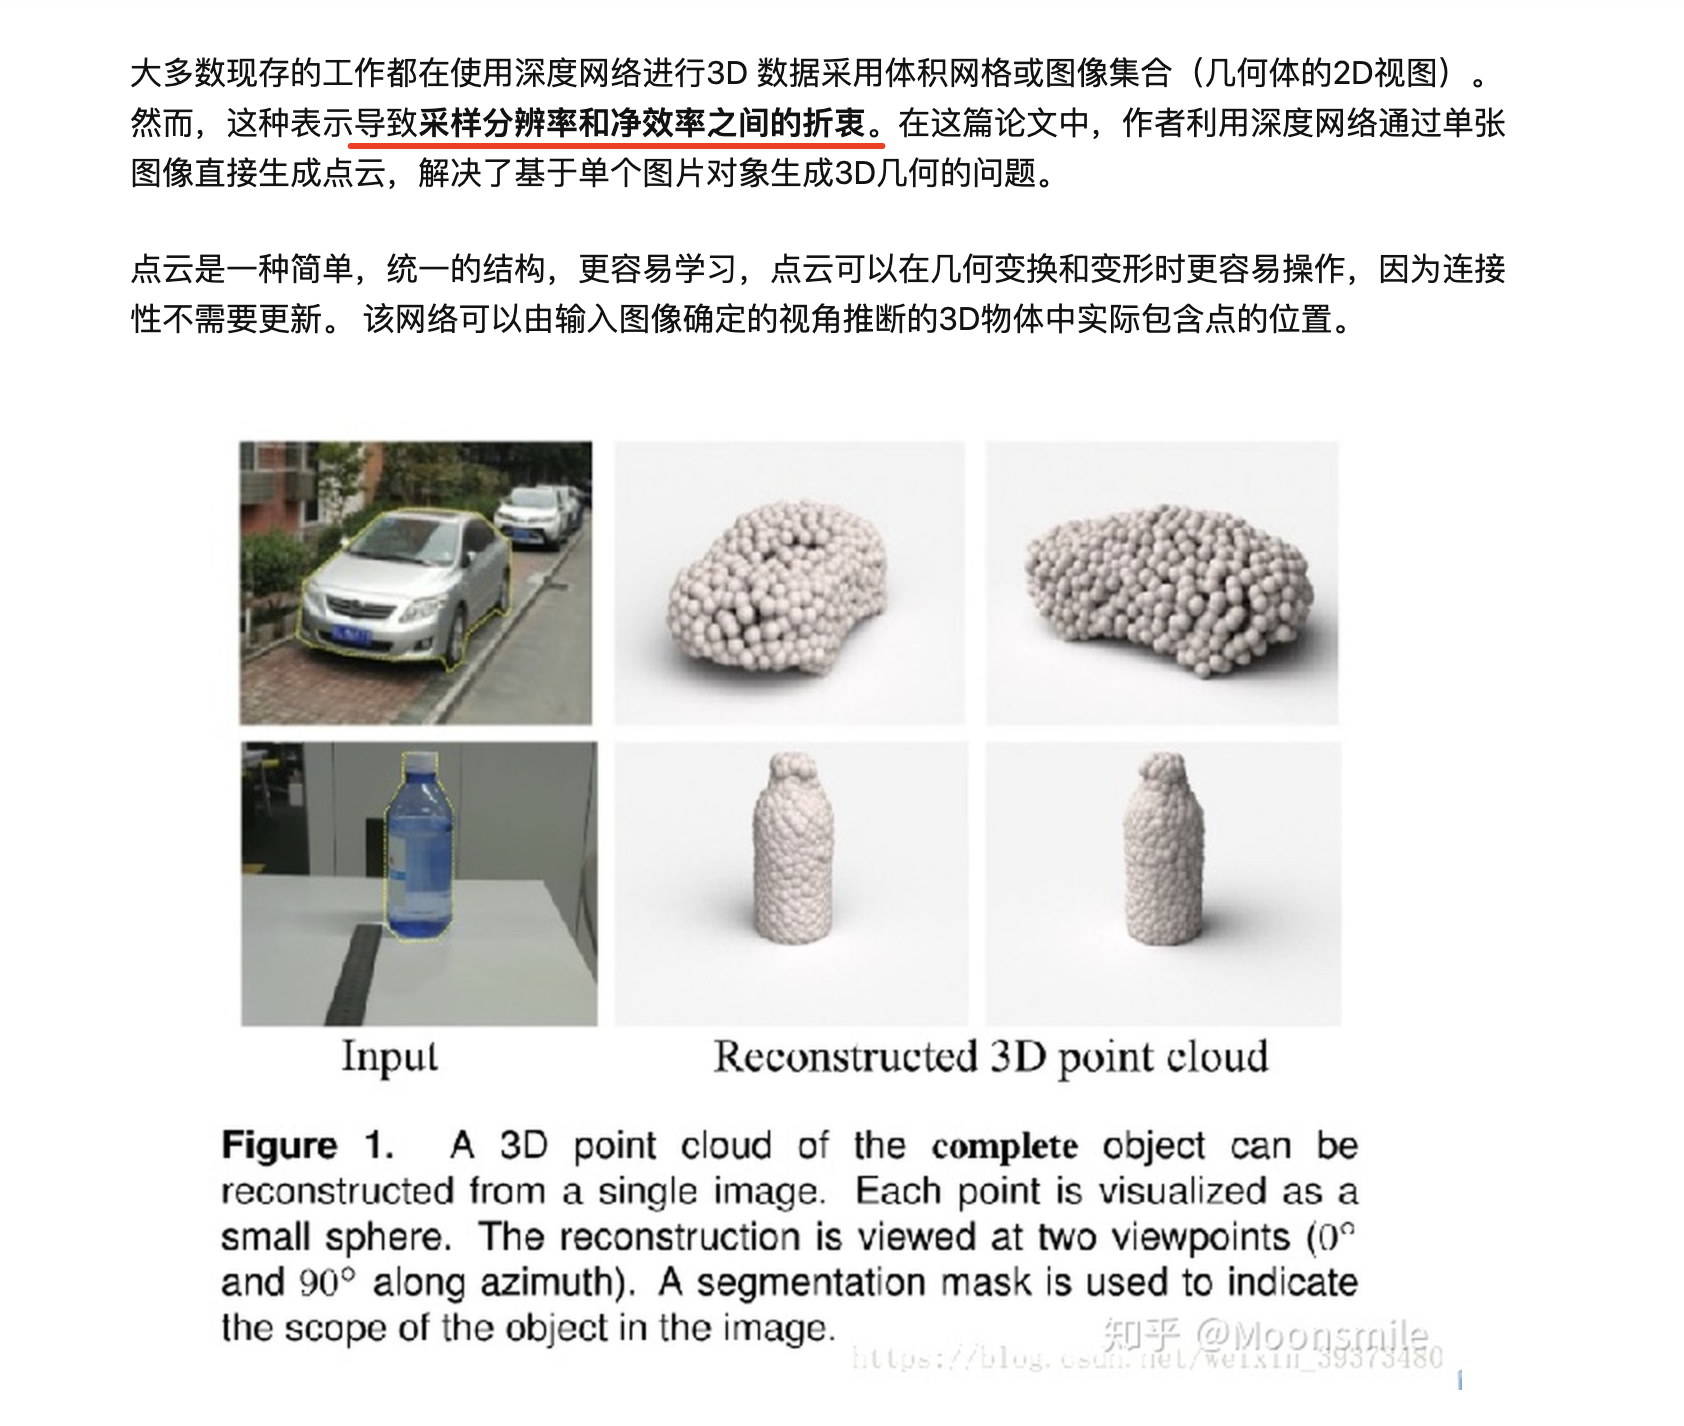 大多数现存的工作都在使用深度网络进行3D 数据采用体积网格或图像集合（几何体的2D视图）。
然而，这种表示导致采样分辨率和净效率之间的折衷。在这篇论文中，作者利用深度网络通过单张
图像直接生成点云，解决了基于单个图片对象生成3D几何的问题。
点云是一种简单，统一的结构，更容易学习，点云可以在几何变换和变形时更容易操作，因为连接
性不需要更新。 该网络可以由输入图像确定的视角推断的3D物体中实际包含点的位置。
Input
Reconstructed 3D point cloud
Figure 1. A 3D point cloud of the complete object can be
reconstructed from a single image. Each point is visualized as a
small sphere. The reconstruction is viewed at two viewpoints (0°
and 90° along azimuth). A segmentation mask is used to indicate
the scope of the object in the image.
知乎 @Moonsmile
https://blog.csdn.net/weixin_39373480